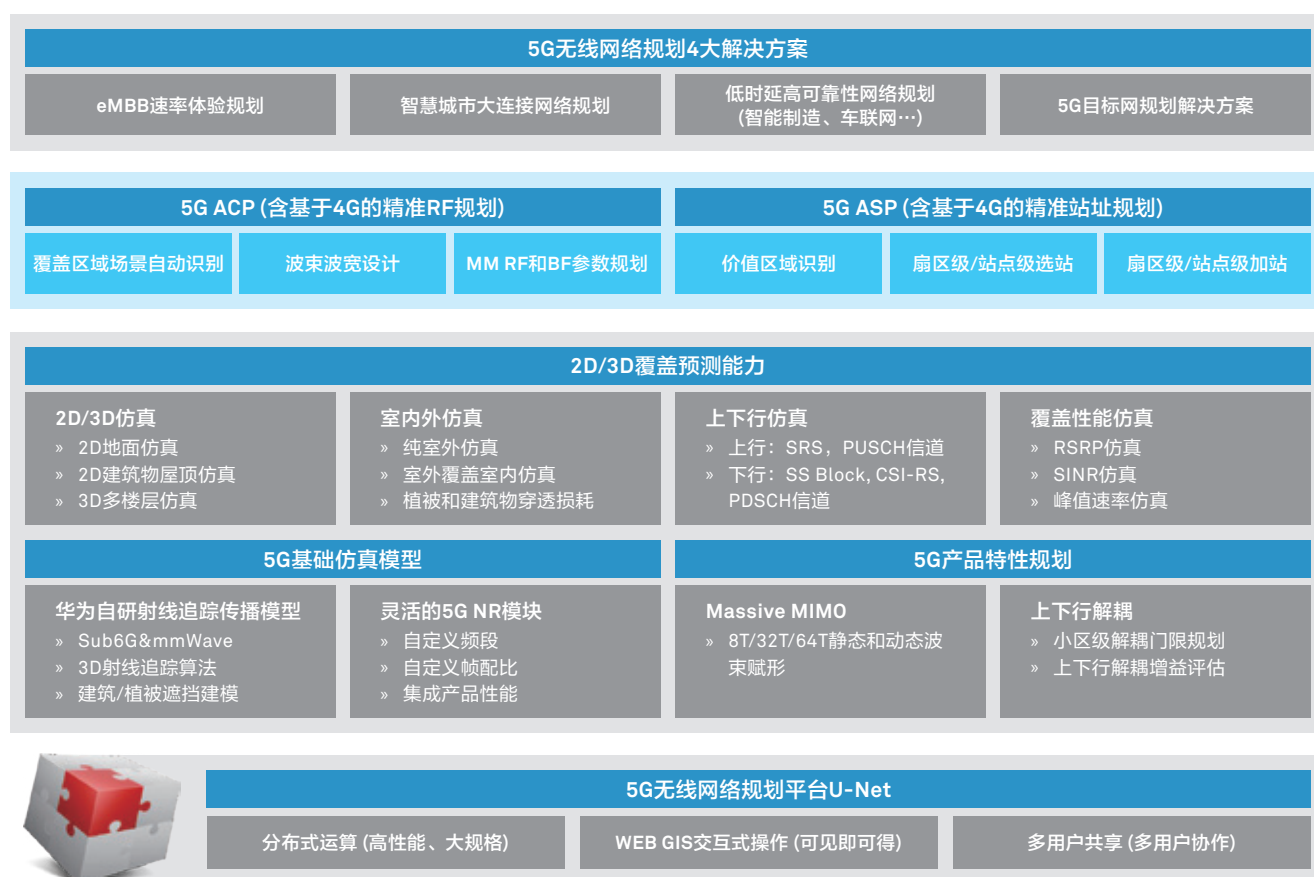 5G无线网络规划4大解决方案
eMBB速率体验规划
智慧城市大连接网络规划
低时延高可靠性网络规划
(智能制造、车联网…)
5G目标网规划解决方案
5G ACP (含基于4G的精准RF规划)
覆盖区域场景自动识别
波束波宽设计
MM RF和BF参数规划
5G ASP (含基于4G的精准站址规划)
价值区域识别
扇区级/站点级选站
扇区级/站点级加站
2D/3D覆盖预测能力
2D/3D仿真
» 2D地面仿真
» 2D建筑物屋顶仿真
» 3D多楼层仿真
室内外仿真
» 纯室外仿真
» 室外覆盖室内仿真
» 植被和建筑物穿透损耗
上下行仿真
» 上行：SRS，PUSCH信道
» 下行：SS Block, CSI-RS,
PDSCH信道
覆盖性能仿真
» RSRP仿真
» SINR仿真
» 峰值速率仿真
5G基础仿真模型
华为自研射线追踪传播模型
» Sub6G&mmWave
» 3D射线追踪算法
» 建筑/植被遮挡建模
灵活的5G NR模块
» 自定义频段
» 自定义帧配比
» 集成产品性能
5G产品特性规划
Massive MIMO
» 8T/32T/64T静态和动态波
束赋形
上下行解耦
» 小区级解耦门限规划
» 上下行解耦增益评估
5G无线网络规划平台U-Net
分布式运算 (高性能、大规格)
WEB GIS交互式操作 (可见即可得)
多用户共享 (多用户协作)